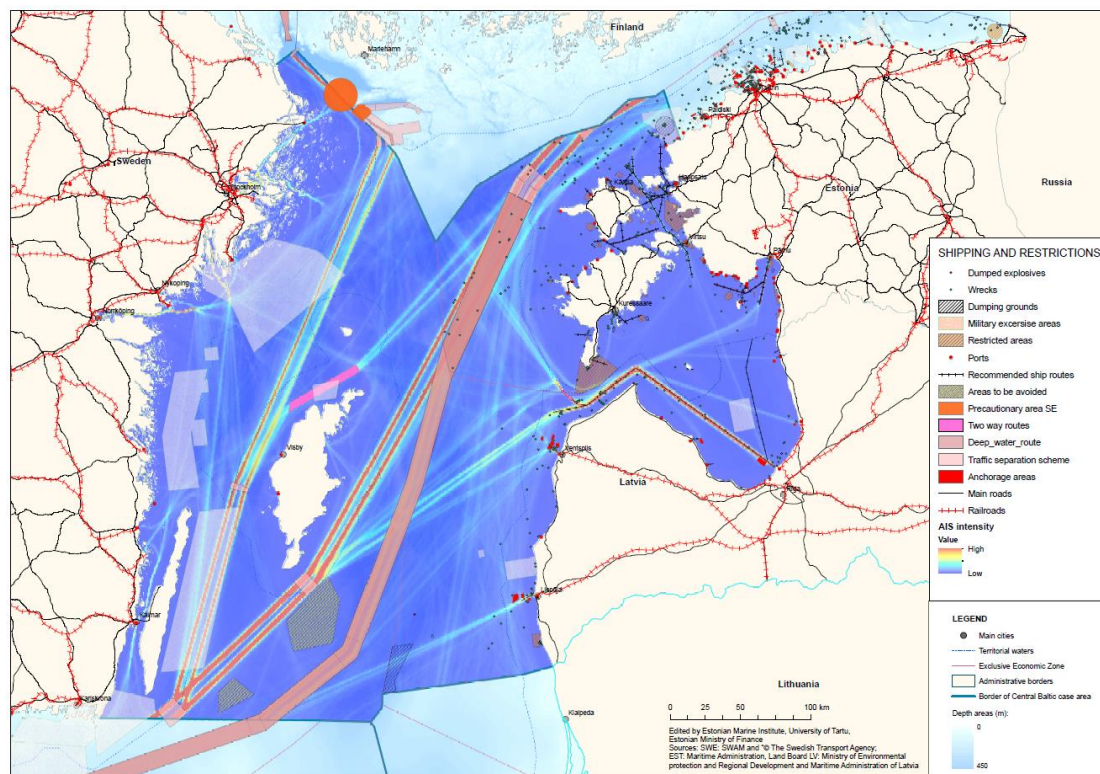 Finland
Mariehamn
Tallinn
Paldiski
Sweden
Stockholm
Kärdla
Haapsalu
Estonia
Russia
Virtsu
Pärnu
Nyköping
Norrköping
Kuressaare
Visby
Ventspils
Latvia
Riga
Liepaja
Kalmar
Karlskrona
Lithuania
Klaipeda
SHIPPING AND RESTRICTIONS
Dumped explosives
Wrecks
Dumping grounds
Military excersise areas
Restricted areas
Ports
Recommended ship routes
Areas to be avoided
Precautionary area SE
Two way routes
Deep_water_route
Traffic separation scheme
Anchorage areas
Main roads
Railroads
AIS intensity
Value
High
Low
LEGEND
Main cities
Territorial waters
Exclusive Economic Zone
Administrative borders
Border of Central Baltic case area
Depth areas (m):
0
450
0 25 50 100 km
Edited by Estonian Marine Institute, University of Tartu,
Estonian Ministry of Finance
Sources: SWE: SWAM and "© The Swedish Transport Agency;
EST: Maritime Administration, Land Board LV: Ministry of Environmental
protection and Regional Development and Maritime Administration of Latvia